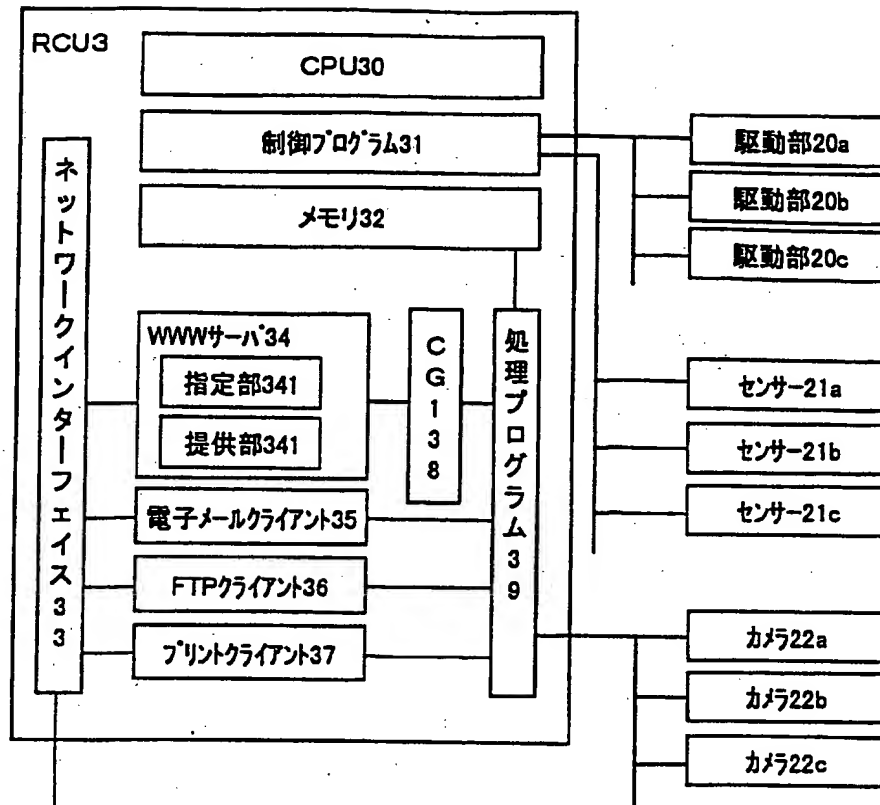 RCU3
CPU30
制御プログラム31
メモリ32
ネットワークインターフェイス33
WWWサーバ34
指定部341
提供部341
CG138
処理プログラム39
電子メールクライアント35
FTPクライアント36
プリントクライアント37
駆動部20a
駆動部20b
駆動部20c
センサー21a
センサー21b
センサー21c
カメラ22a
カメラ22b
カメラ22c